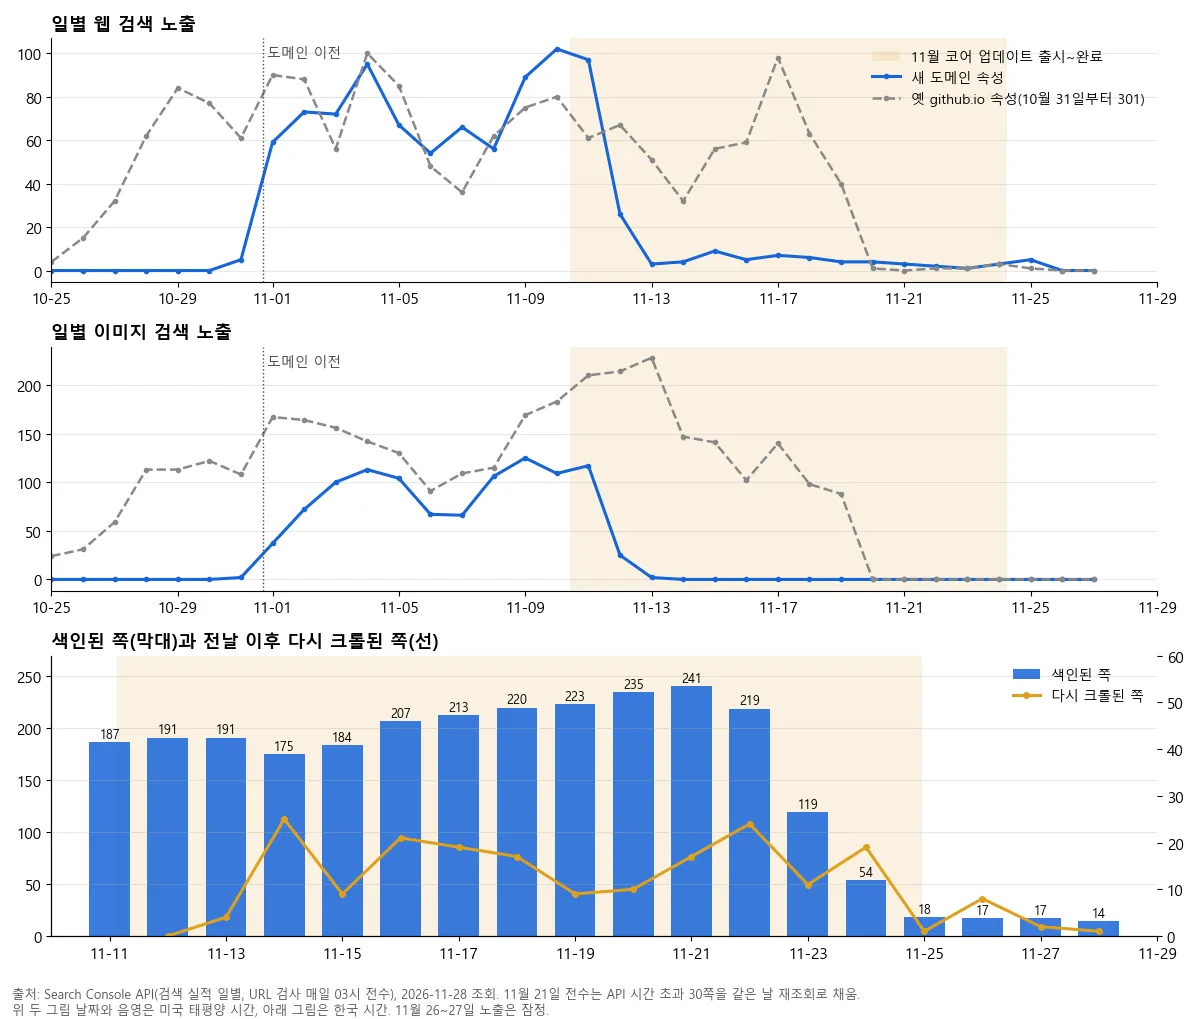 일별 웹 검색 노출
도메인 이전
11월 코어 업데이트 출시~완료
새 도메인 속성
옛 github.io 속성(10월 31일부터 301)
100
80
60
40
20
0
10-25 10-29 11-01 11-05 11-09 11-13 11-17 11-21 11-25 11-29
일별 이미지 검색 노출
도메인 이전
200
150
100
50
0
10-25 10-29 11-01 11-05 11-09 11-13 11-17 11-21 11-25 11-29
색인된 쪽(막대)과 전날 이후 다시 크롤된 쪽(선)
색인된 쪽
다시 크롤된 쪽
250
200
150
100
50
0
187 191 191 175 184 207 213 220 223 235 241 219 119 54 18 17 17 14
60
50
40
30
20
10
0
11-11 11-13 11-15 11-17 11-19 11-21 11-23 11-25 11-27 11-29
출처: Search Console API(검색 실적 일별, URL 검사 매일 03시 전수), 2026-11-28 조회. 11월 21일 전수는 API 시간 초과 30쪽을 같은 날 재조회로 채움.
위 두 그림 날짜와 음영은 미국 태평양 시간, 아래 그림은 한국 시간. 11월 26~27일 노출은 잠정.